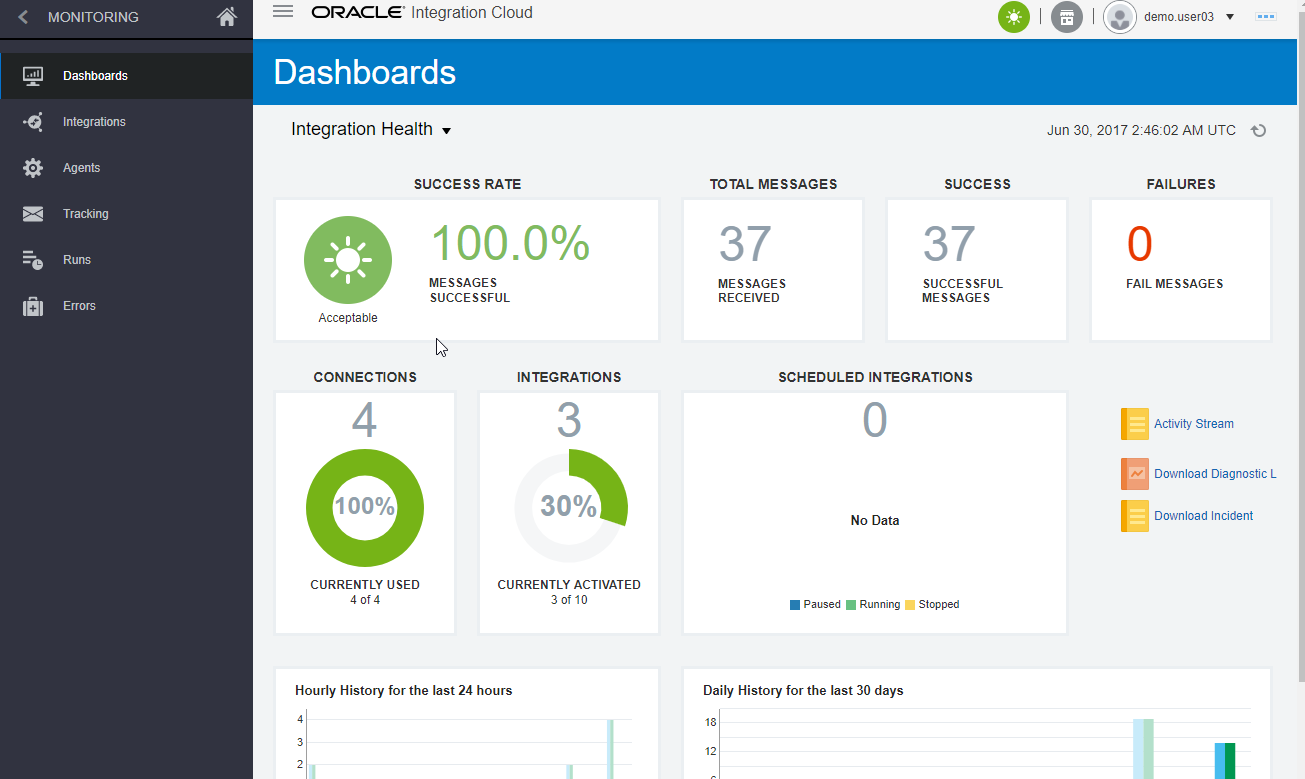 MONITORING
Dashboards
Integrations
Agents
Tracking
Runs
Errors
ORACLE® Integration Cloud
demo.user03
Dashboards
Integration Health
Jun 30, 2017 2:46:02 AM UTC
SUCCESS RATE
100.0%
MESSAGES
SUCCESSFUL
Acceptable
TOTAL MESSAGES
37
MESSAGES
RECEIVED
SUCCESS
37
SUCCESSFUL
MESSAGES
FAILURES
0
FAIL MESSAGES
CONNECTIONS
4
100%
CURRENTLY USED
4 of 4
INTEGRATIONS
3
30%
CURRENTLY ACTIVATED
3 of 10
SCHEDULED INTEGRATIONS
0
No Data
Paused Running Stopped
Activity Stream
Download Diagnostic L
Download Incident
Hourly History for the last 24 hours
4
3
2
Daily History for the last 30 days
18
12